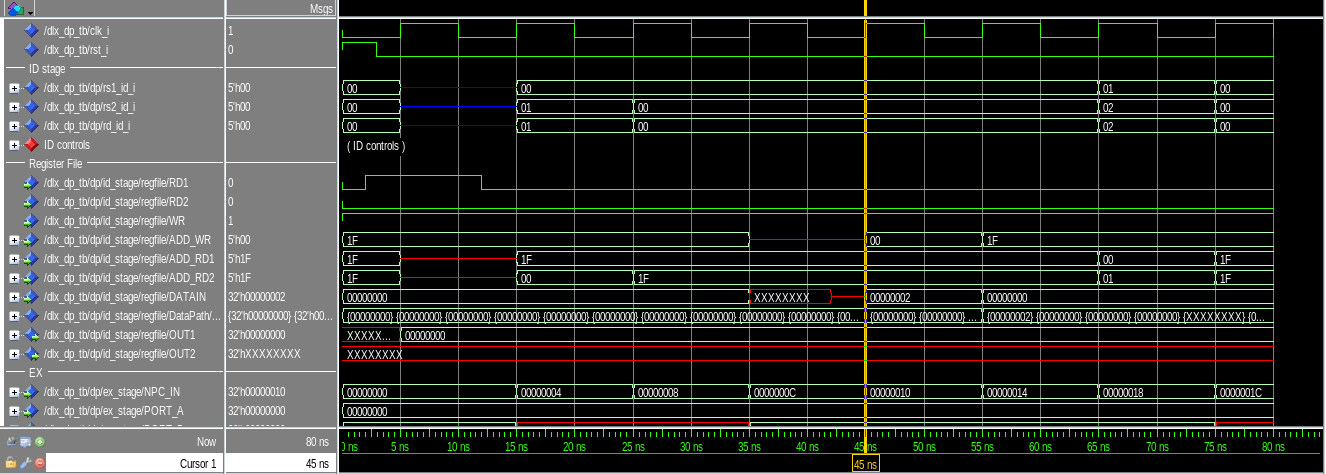 Msgs
/dlx_dp_tb/clk_i 1
/dlx_dp_tb/rst_i 0
ID stage
/dlx_dp_tb/dp/rs1_id_i 5'h00 00 00 01 00
/dlx_dp_tb/dp/rs2_id_i 5'h00 00 01 00 02 00
/dlx_dp_tb/dp/rd_id_i 5'h00 00 01 00 02 00
ID controls ( ID controls )
Register File
/dlx_dp_tb/dp/id_stage/regfile/RD1 0
/dlx_dp_tb/dp/id_stage/regfile/RD2 0
/dlx_dp_tb/dp/id_stage/regfile/WR 1
/dlx_dp_tb/dp/id_stage/regfile/ADD_WR 5'h00 1F 00 1F
/dlx_dp_tb/dp/id_stage/regfile/ADD_RD1 5'h1F 1F 1F 00 1F
/dlx_dp_tb/dp/id_stage/regfile/ADD_RD2 5'h1F 1F 00 1F 01 1F
/dlx_dp_tb/dp/id_stage/regfile/DATAIN 32'h00000002 00000000 XXXXXXXX 00000002 00000000
/dlx_dp_tb/dp/id_stage/regfile/DataPath/... {32'h00000000} {32'h00... {00000000} {00000000} {00000000} {00000000} {00000000} {00000000} {00000000} {00000000} {00000000} {00000000} {00... {00000000} {00000000} ... {00000002} {00000000} {00000000} {00000000} {XXXXXXXX} {0...
/dlx_dp_tb/dp/id_stage/regfile/OUT1 32'h00000000 XXXXX... 00000000
/dlx_dp_tb/dp/id_stage/regfile/OUT2 32'hXXXXXXXX XXXXXXXX
EX
/dlx_dp_tb/dp/ex_stage/NPC_IN 32'h00000010 00000000 00000004 00000008 0000000C 00000010 00000014 00000018 0000001C
/dlx_dp_tb/dp/ex_stage/PORT_A 32'h00000000 00000000
Now 80 ns 0 ns 5 ns 10 ns 15 ns 20 ns 25 ns 30 ns 35 ns 40 ns 45 ns 50 ns 55 ns 60 ns 65 ns 70 ns 75 ns 80 ns
Cursor 1 45 ns 45 ns